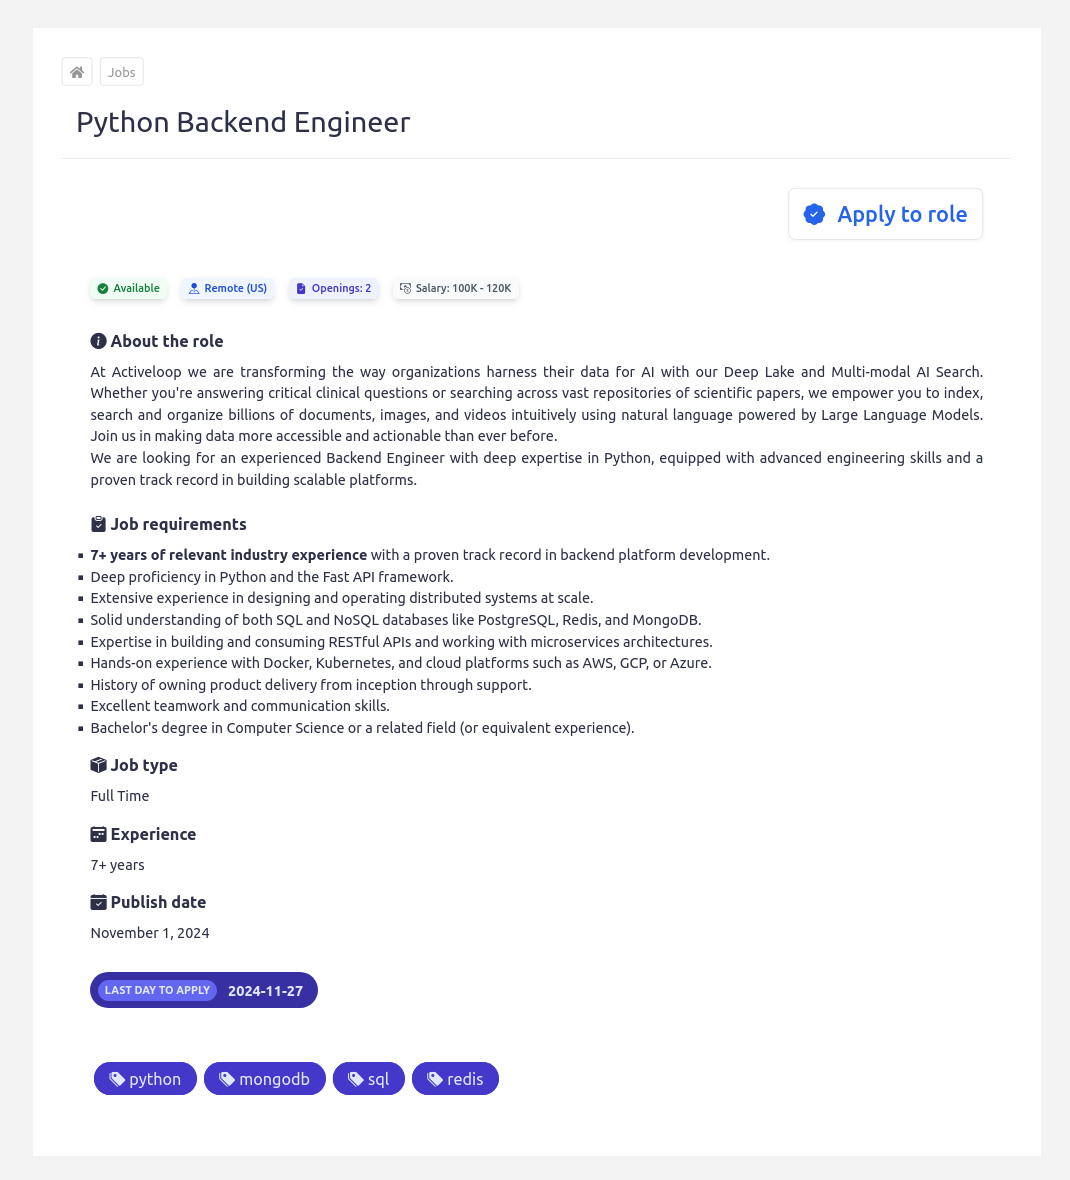 Jobs
Python Backend Engineer
Apply to role
Available Remote (US) Openings: 2 Salary: 100K - 120K
About the role
At Activeloop we are transforming the way organizations harness their data for AI with our Deep Lake and Multi-modal AI Search.
Whether you're answering critical clinical questions or searching across vast repositories of scientific papers, we empower you to index,
search and organize billions of documents, images, and videos intuitively using natural language powered by Large Language Models.
Join us in making data more accessible and actionable than ever before.
We are looking for an experienced Backend Engineer with deep expertise in Python, equipped with advanced engineering skills and a
proven track record in building scalable platforms.
Job requirements
▪ 7+ years of relevant industry experience with a proven track record in backend platform development.
▪ Deep proficiency in Python and the Fast API framework.
▪ Extensive experience in designing and operating distributed systems at scale.
▪ Solid understanding of both SQL and NoSQL databases like PostgreSQL, Redis, and MongoDB.
▪ Expertise in building and consuming RESTful APIs and working with microservices architectures.
▪ Hands-on experience with Docker, Kubernetes, and cloud platforms such as AWS, GCP, or Azure.
▪ History of owning product delivery from inception through support.
▪ Excellent teamwork and communication skills.
▪ Bachelor's degree in Computer Science or a related field (or equivalent experience).
Job type
Full Time
Experience
7+ years
Publish date
November 1, 2024
LAST DAY TO APPLY 2024-11-27
python mongodb sql redis